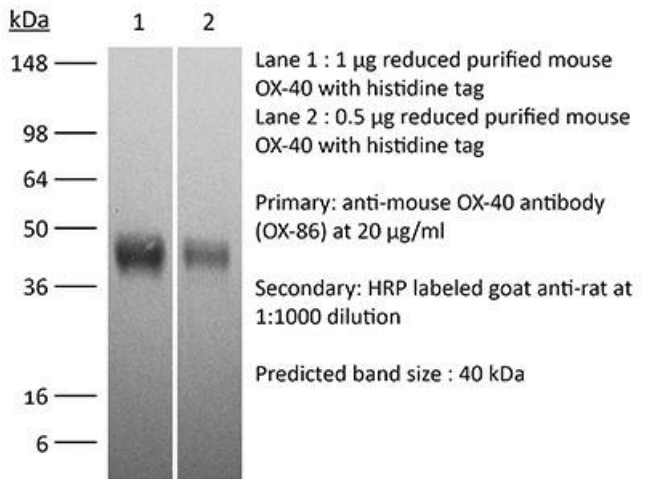 kDa
1 2
148
98
64
50
36
16
6
Lane 1 : 1 µg reduced purified mouse
OX-40 with histidine tag
Lane 2 : 0.5 µg reduced purified mouse
OX-40 with histidine tag
Primary: anti-mouse OX-40 antibody
(OX-86) at 20 µg/ml
Secondary: HRP labeled goat anti-rat at
1:1000 dilution
Predicted band size : 40 kDa